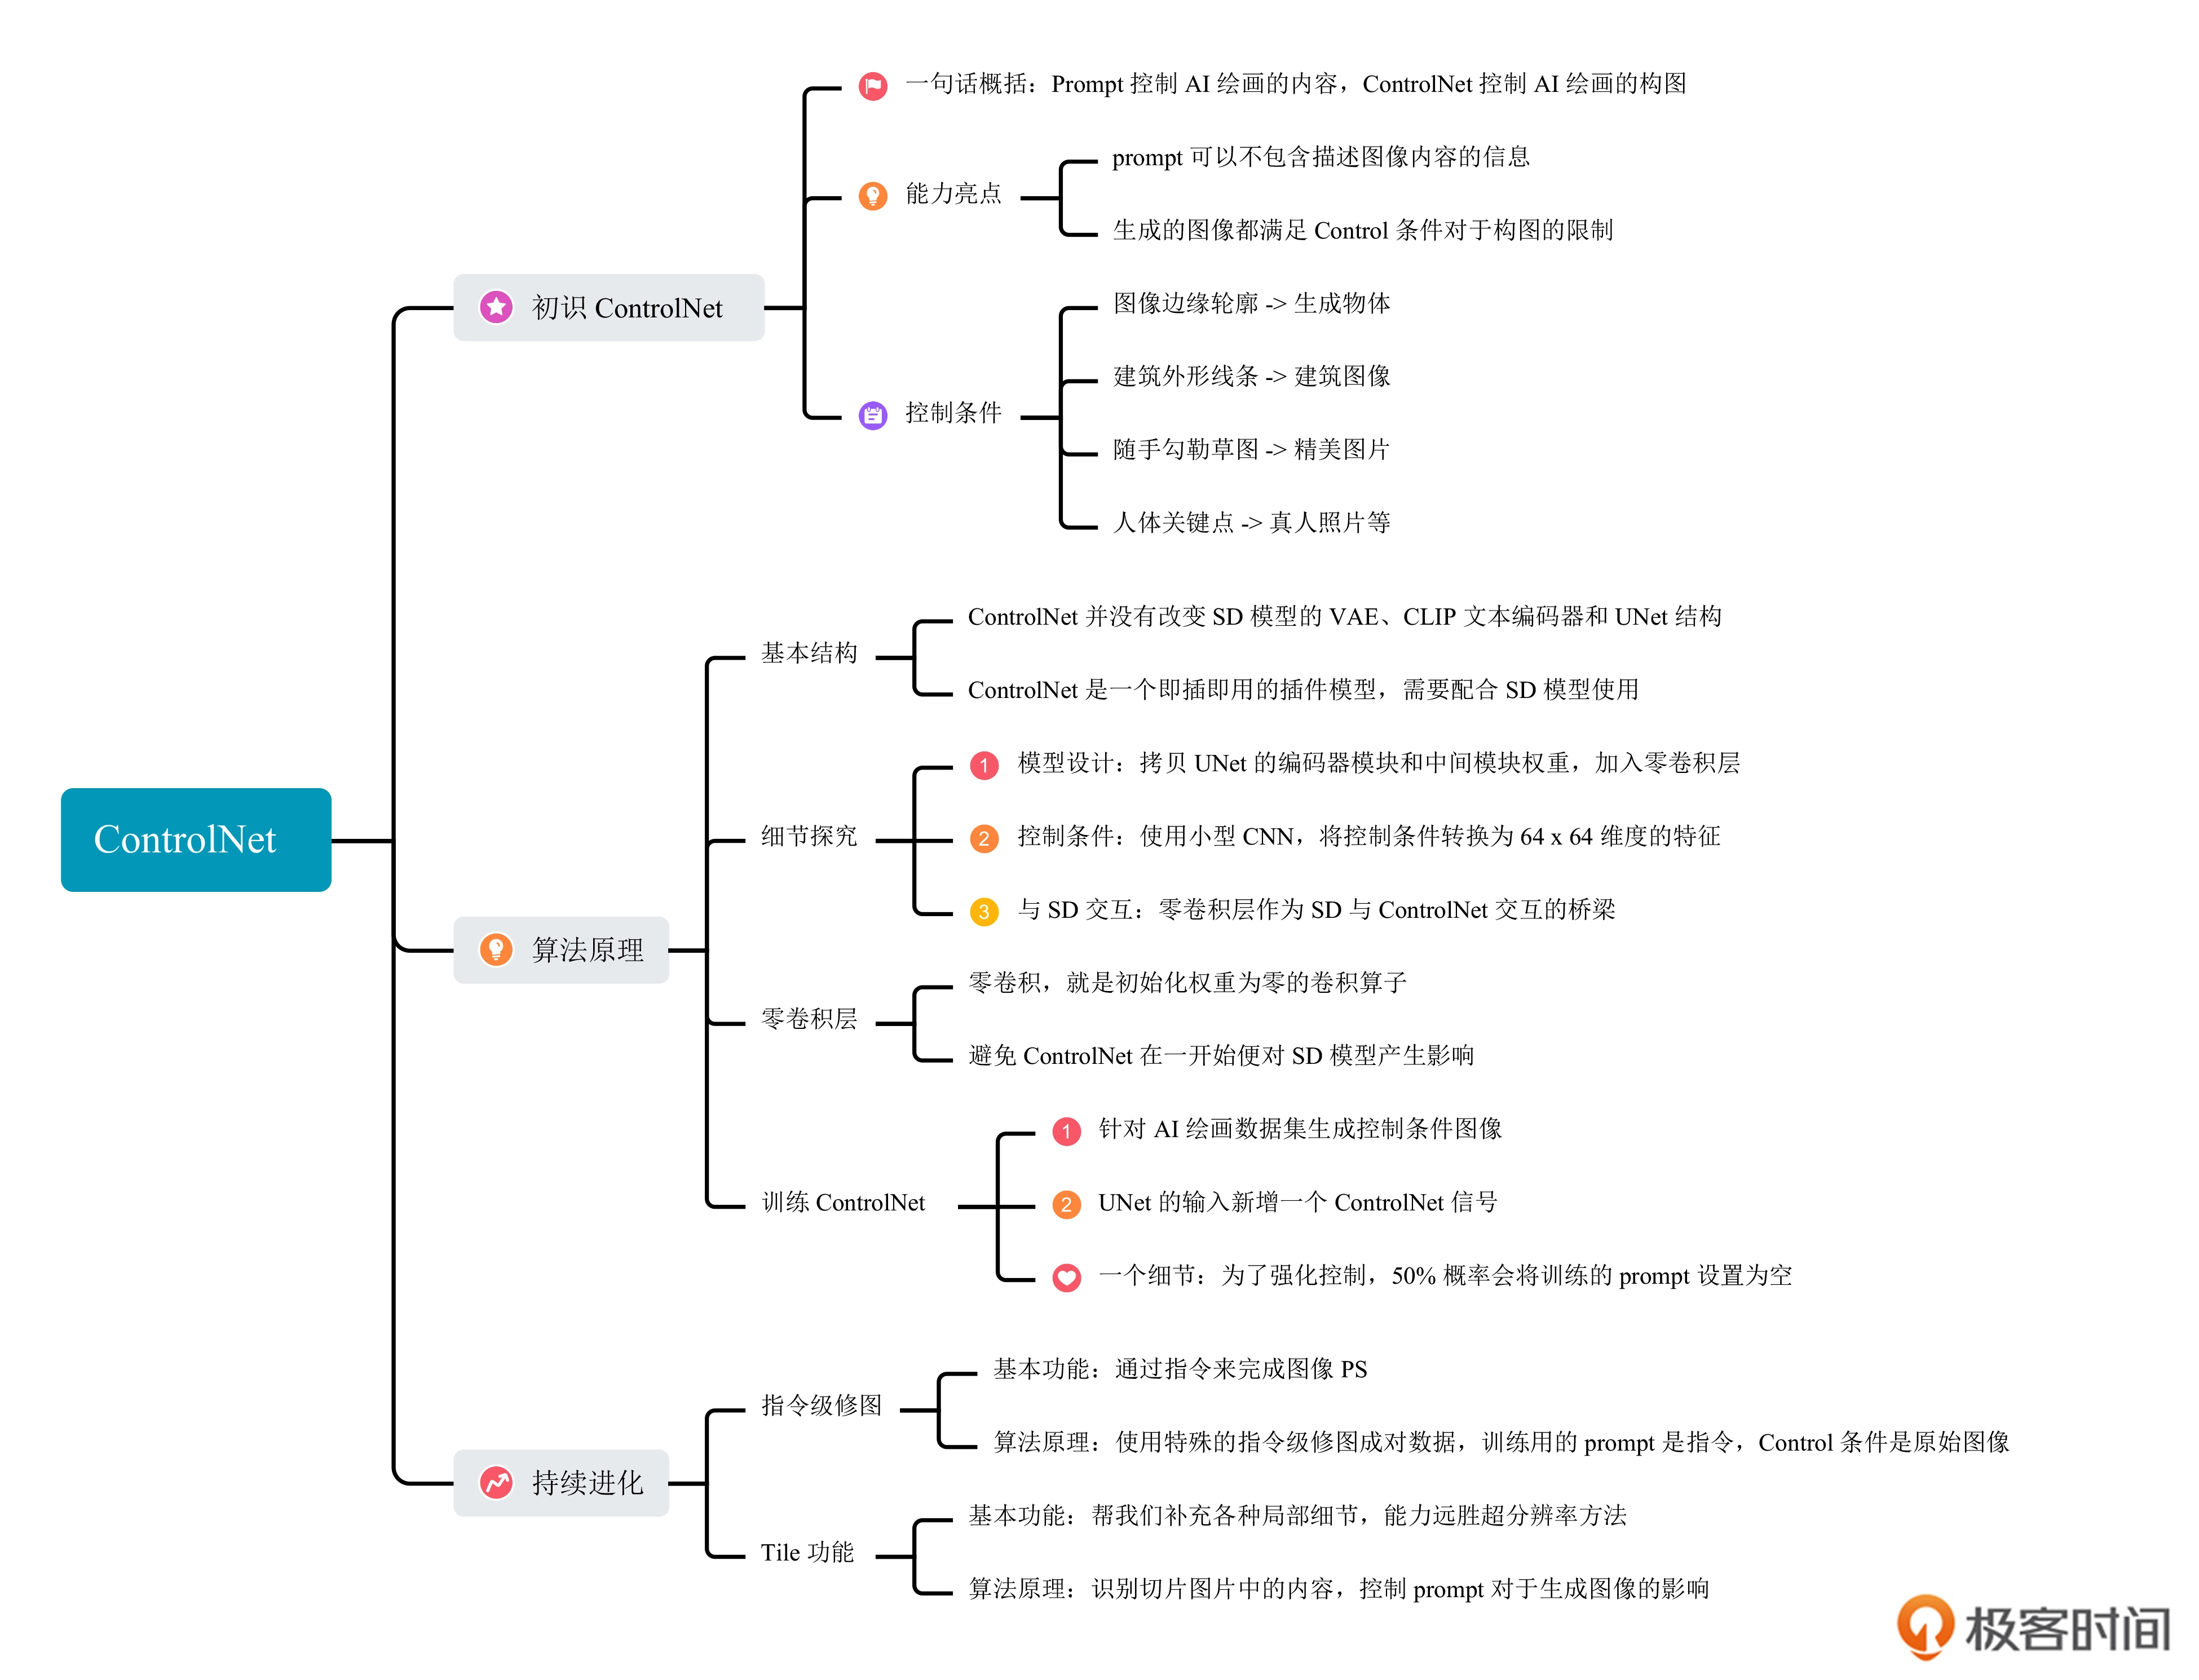 ControlNet
初识 ControlNet
一句话概括：Prompt 控制 AI 绘画的内容，ControlNet 控制 AI 绘画的构图
能力亮点
prompt 可以不包含描述图像内容的信息
生成的图像都满足 Control 条件对于构图的限制
控制条件
图像边缘轮廓 -> 生成物体
建筑外形线条 -> 建筑图像
随手勾勒草图 -> 精美图片
人体关键点 -> 真人照片等
算法原理
基本结构
ControlNet 并没有改变 SD 模型的 VAE、CLIP 文本编码器和 UNet 结构
ControlNet 是一个即插即用的插件模型，需要配合 SD 模型使用
细节探究
1 模型设计：拷贝 UNet 的编码器模块和中间模块权重，加入零卷积层
2 控制条件：使用小型 CNN，将控制条件转换为 64 x 64 维度的特征
3 与 SD 交互：零卷积层作为 SD 与 ControlNet 交互的桥梁
零卷积层
零卷积，就是初始化权重为零的卷积算子
避免 ControlNet 在一开始便对 SD 模型产生影响
训练 ControlNet
1 针对 AI 绘画数据集生成控制条件图像
2 UNet 的输入新增一个 ControlNet 信号
一个细节：为了强化控制，50% 概率会将训练的 prompt 设置为空
持续进化
指令级修图
基本功能：通过指令来完成图像 PS
算法原理：使用特殊的指令级修图成对数据，训练用的 prompt 是指令，Control 条件是原始图像
Tile 功能
基本功能：帮我们补充各种局部细节，能力远胜超分辨率方法
算法原理：识别切片图片中的内容，控制 prompt 对于生成图像的影响
极客时间